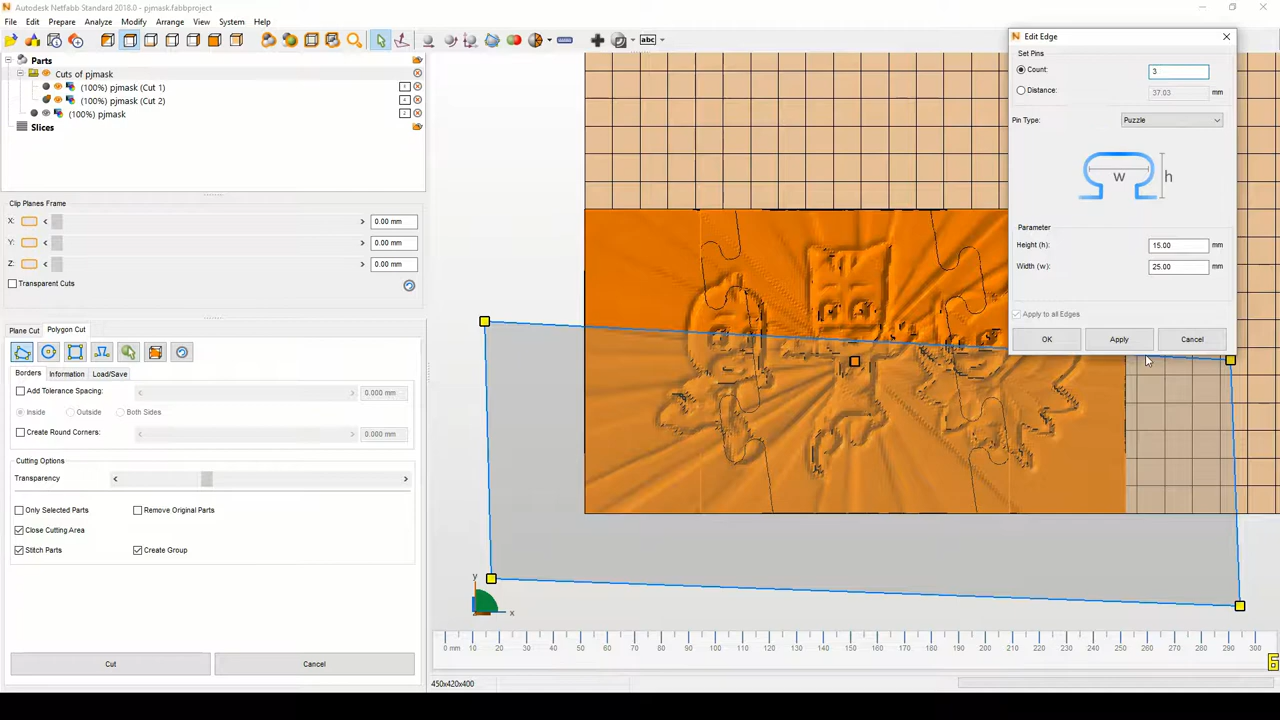 Autodesk Netfabb Standard 2018.0 - pjmask.fabbproject
File Edit Prepare Analyze Modify Arrange View System Help
abc
Parts
Cuts of pjmask
(100%) pjmask (Cut 1)
(100%) pjmask (Cut 2)
(100%) pjmask
Slices
Clip Planes Frame
X: < > 0.00 mm
Y: < > 0.00 mm
Z: < > 0.00 mm
Transparent Cuts
Plane Cut Polygon Cut
Borders Information Load/Save
Add Tolerance Spacing: < > 0.000 mm
Inside Outside Both Sides
Create Round Corners: < > 0.000 mm
Cutting Options
Transparency < >
Only Selected Parts Remove Original Parts
Close Cutting Area
Stitch Parts Create Group
Cut Cancel
Edit Edge
Set Pins
Count: 3
Distance: 37.03 mm
Pin Type: Puzzle
w h
Parameter
Height (h): 15.00 mm
Width (w): 25.00 mm
Apply to all Edges
OK Apply Cancel
y
x
0 mm 10 20 30 40 50 60 70 80 90 100 110 120 130 140 150 160 170 180 190 200 210 220 230 240 250 260 270 280 290 300
450x420x400